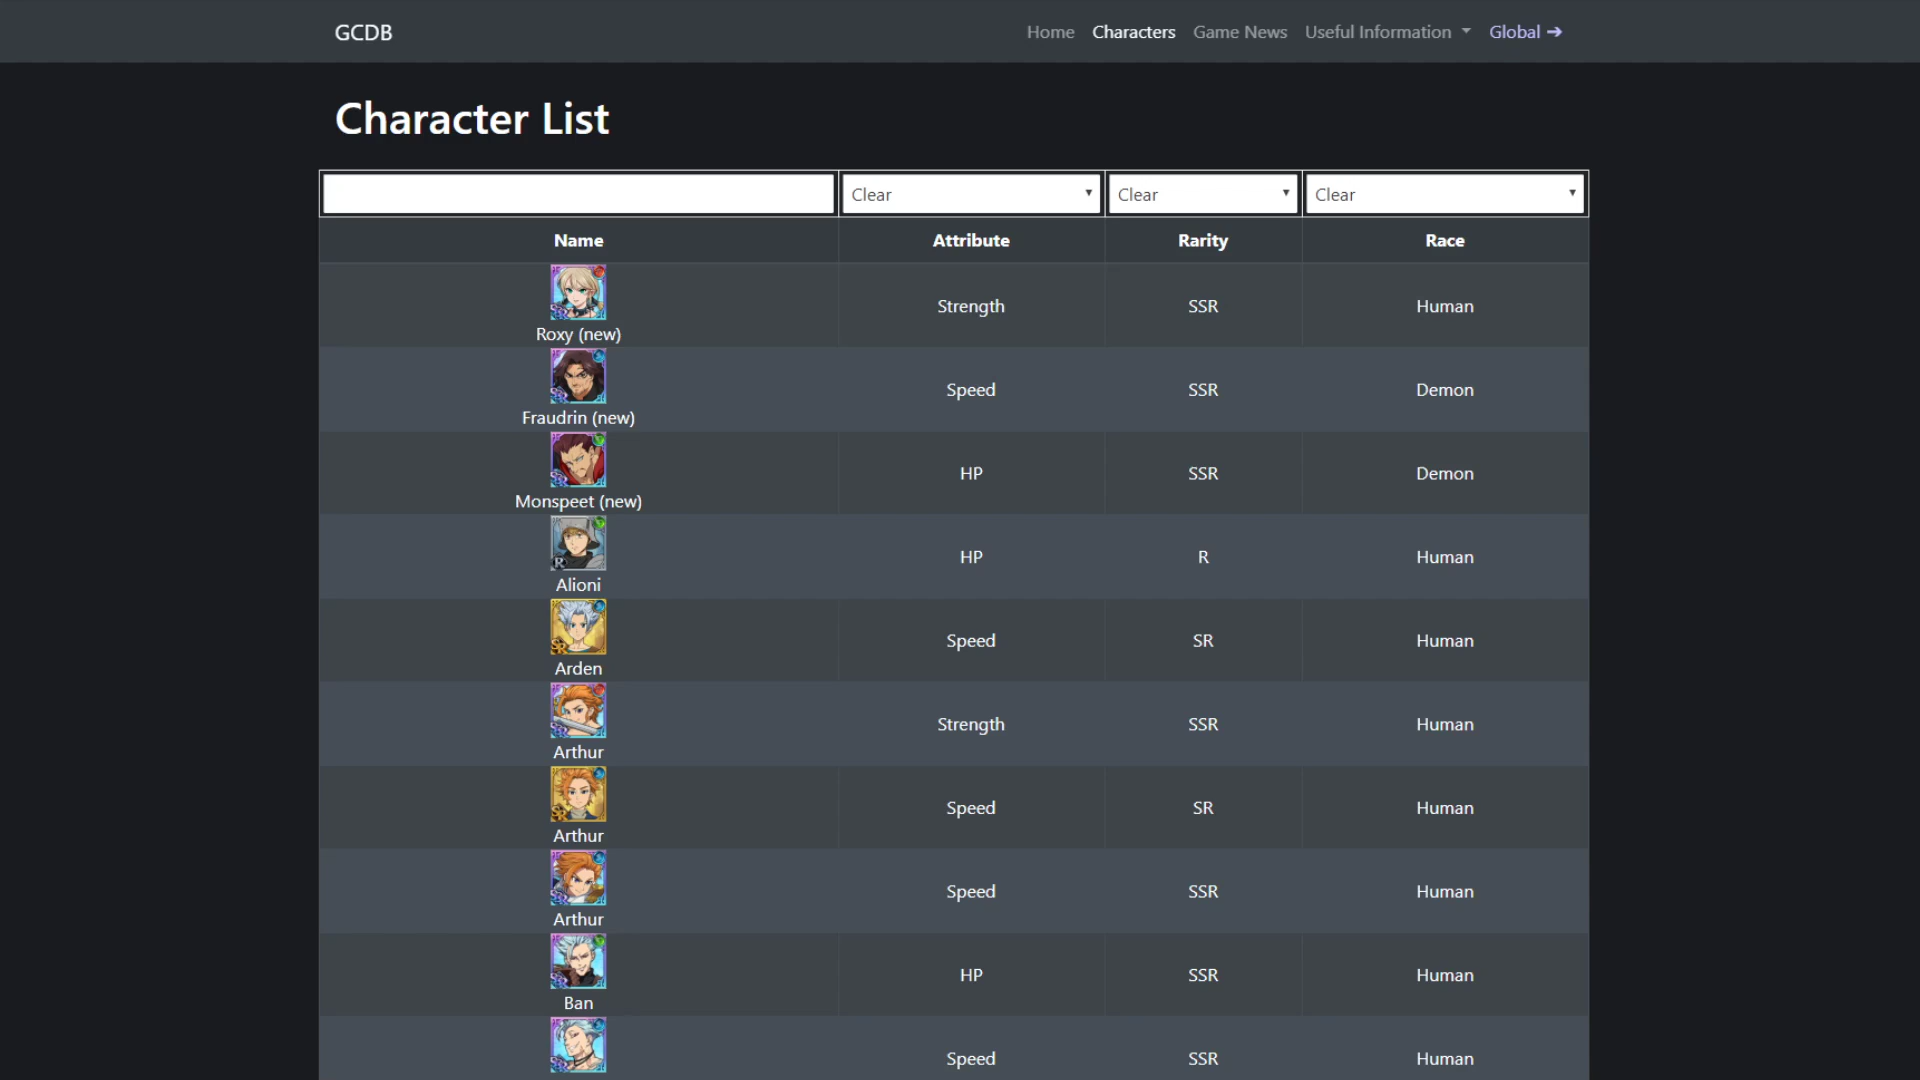 GCDB Home Characters Game News Useful Information Global ➔
Character List
Clear Clear Clear
Name Attribute Rarity Race
Strength SSR Human
Roxy (new)
Speed SSR Demon
Fraudrin (new)
HP SSR Demon
Monspeet (new)
R
HP R Human
Alioni
SR
Speed SR Human
Arden
Strength SSR Human
Arthur
SR
Speed SR Human
Arthur
Speed SSR Human
Arthur
HP SSR Human
Ban
Speed SSR Human